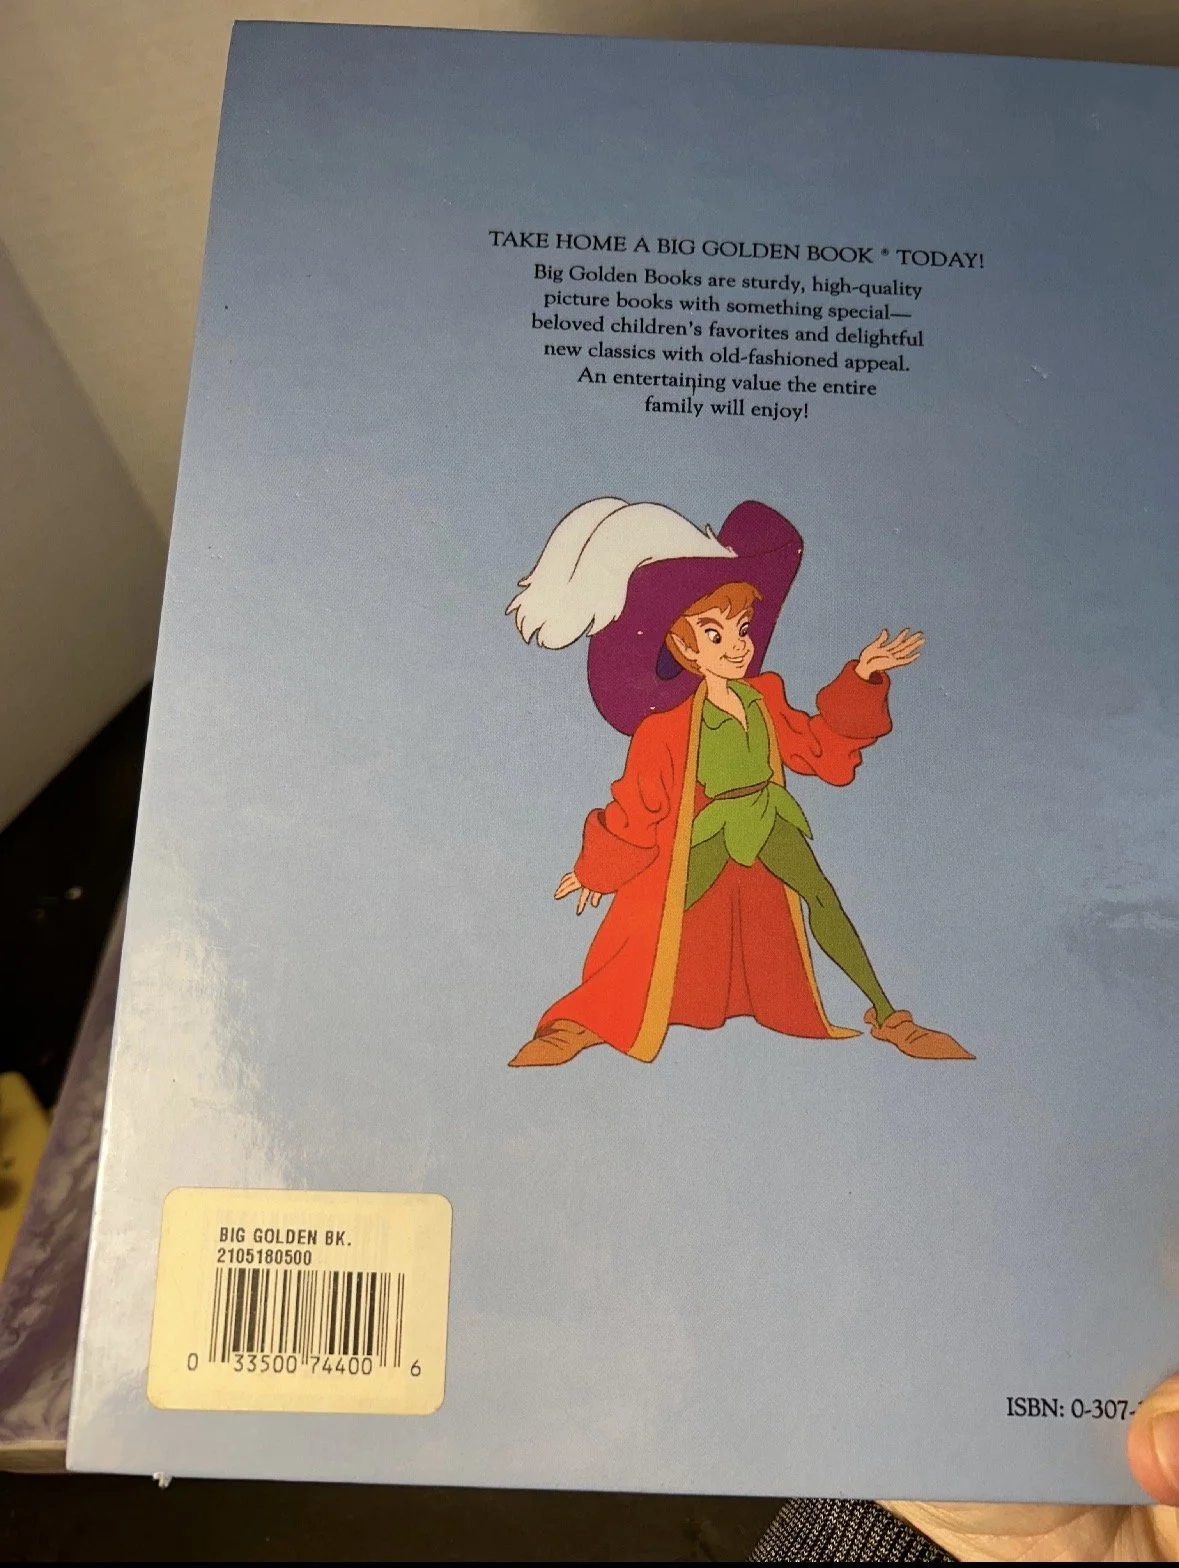 TAKE HOME A BIG GOLDEN BOOK ® TODAY!
Big Golden Books are sturdy, high-quality
picture books with something special—
beloved children's favorites and delightful
new classics with old-fashioned appeal.
An entertaining value the entire
family will enjoy!
BIG GOLDEN BK.
2105180500
0 33500 74400 6
ISBN: 0-307-